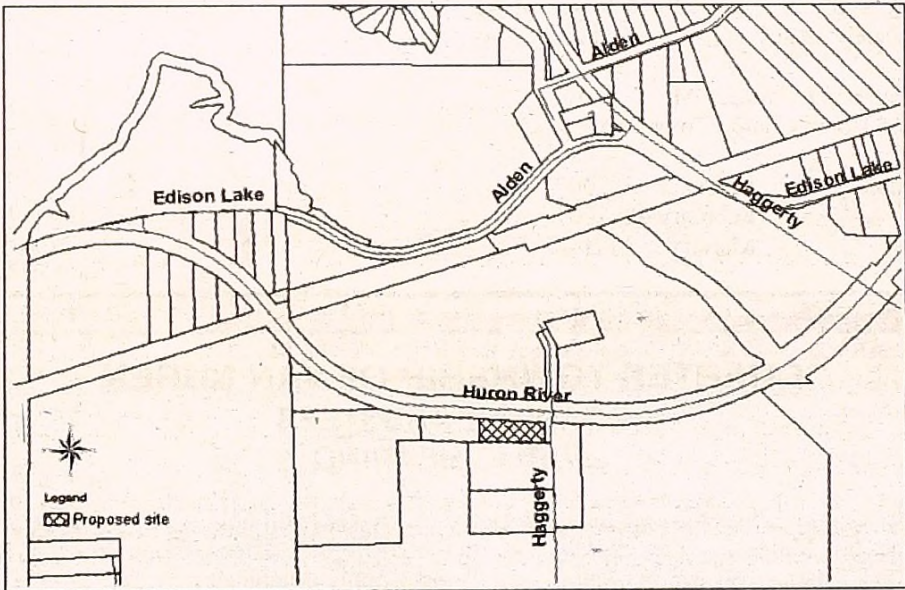 Alden
Edison Lake
Alden
Haggerty
Edison Lake
Huron River
Haggerty
Legend
Proposed site